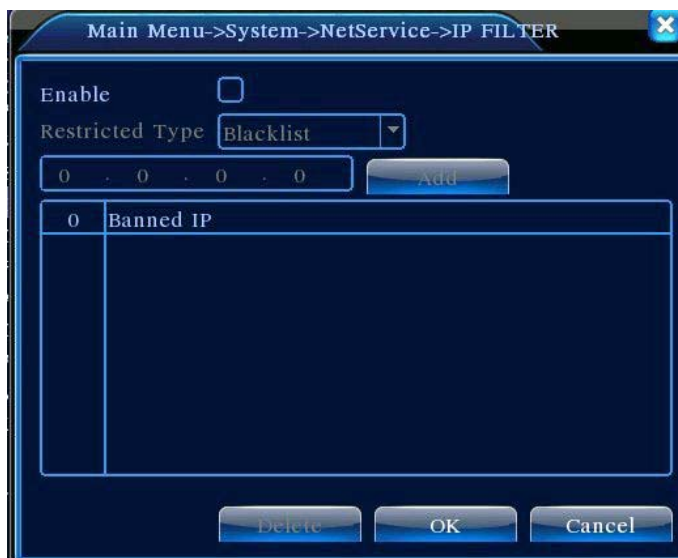 Main Menu->System->NetService->IP FILTER
Enable
Restricted Type Blacklist
0 . 0 . 0 . 0 Add
0 Banned IP
Delete OK Cancel